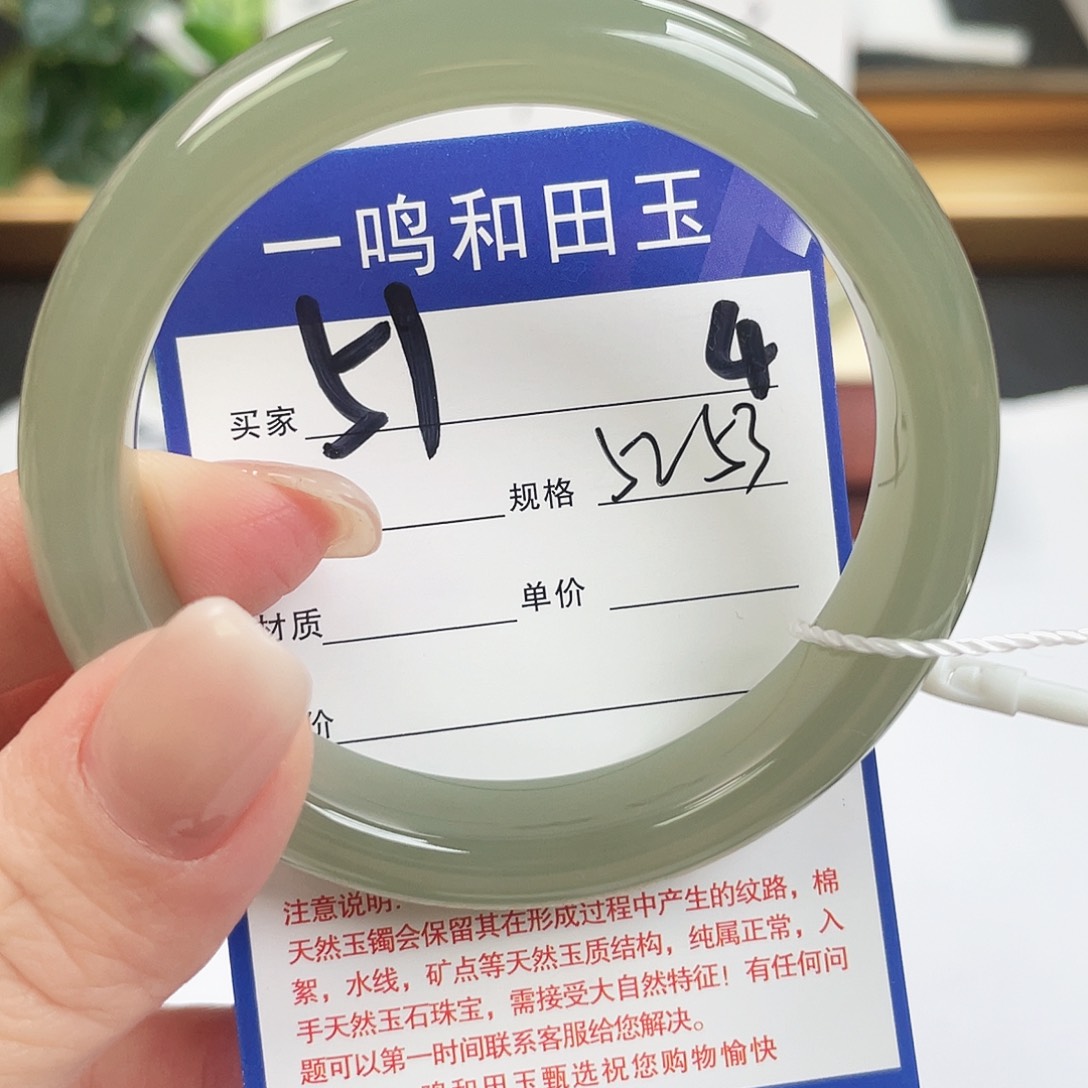 一鸣和田玉
买家 51 4
规格 5253
材质 单价
价
注意说明:
天然玉镯会保留其在形成过程中产生的纹路，棉
絮，水线，矿点等天然玉质结构，纯属正常，入
手天然玉石珠宝，需接受大自然特征！有任何问
题可以第一时间联系客服给您解决。
鸣和田玉甄选祝您购物愉快